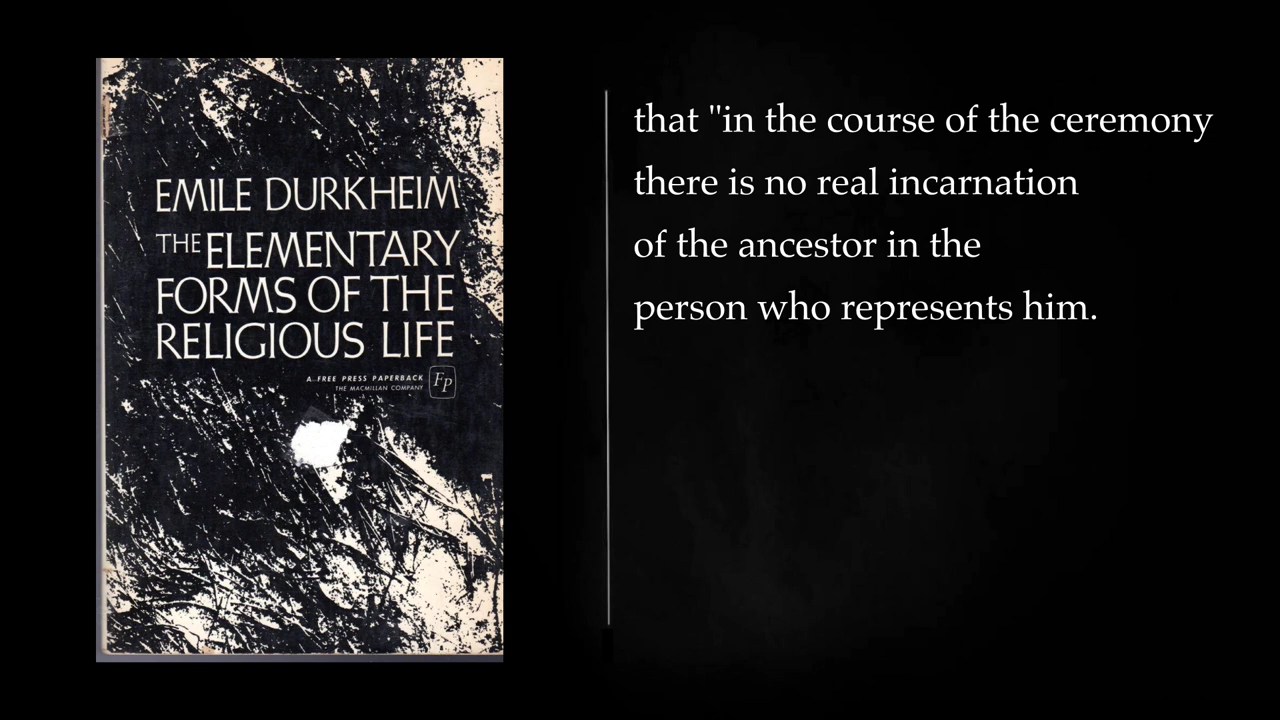 EMILE DURKHEIM
THE ELEMENTARY
FORMS OF THE
RELIGIOUS LIFE
A FREE PRESS PAPERBACK
THE MACMILLAN COMPANY
FP
that "in the course of the ceremony
there is no real incarnation
of the ancestor in the
person who represents him.